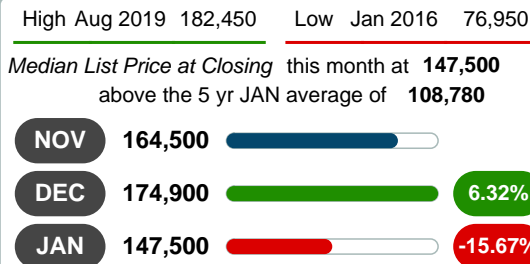 High Aug 2019 182,450 Low Jan 2016 76,950
Median List Price at Closing this month at 147,500
above the 5 yr JAN average of 108,780
NOV 164,500
DEC 174,900 6.32%
JAN 147,500 -15.67%